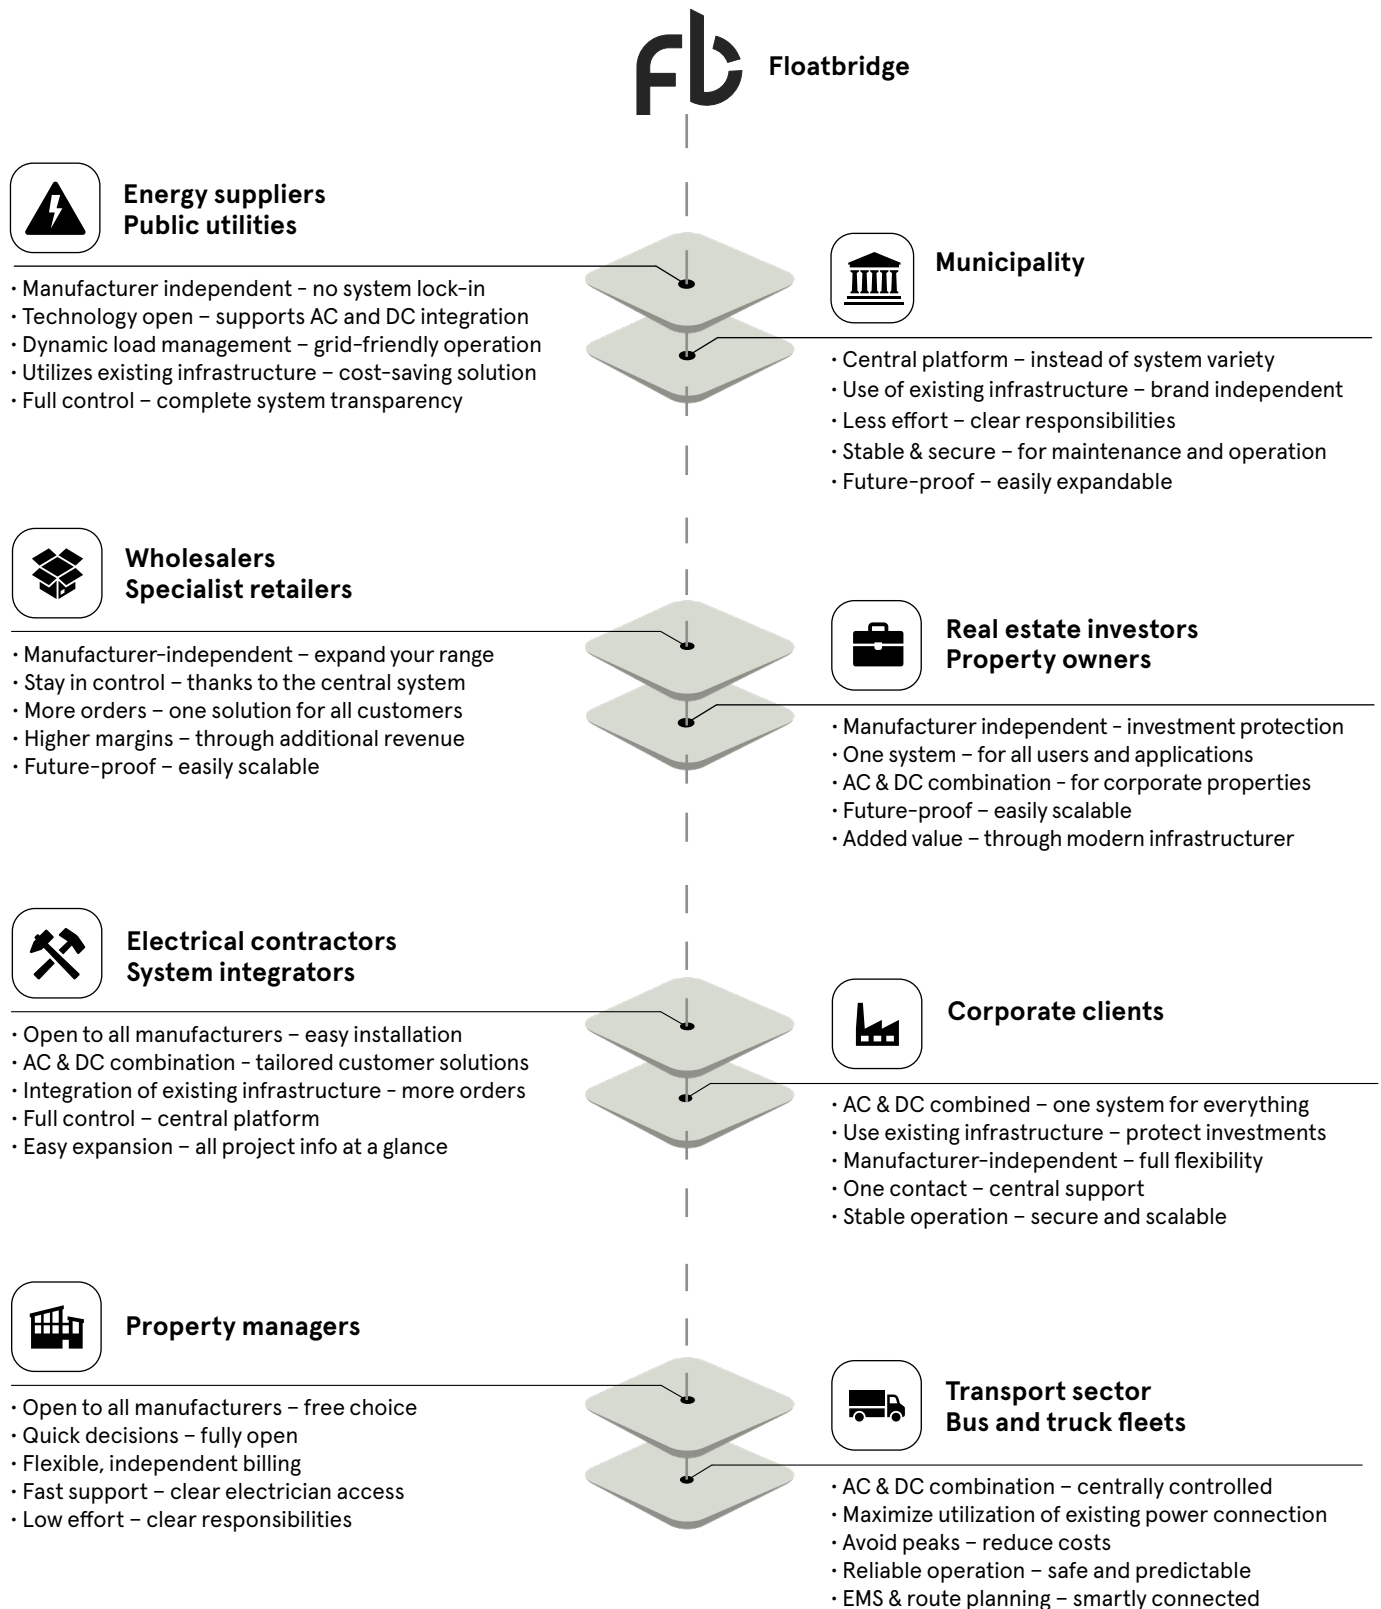 fb
Floatbridge
Energy suppliers
Public utilities
· Manufacturer independent - no system lock-in
· Technology open – supports AC and DC integration
· Dynamic load management – grid-friendly operation
· Utilizes existing infrastructure – cost-saving solution
· Full control – complete system transparency
Municipality
· Central platform – instead of system variety
· Use of existing infrastructure – brand independent
· Less effort – clear responsibilities
· Stable & secure – for maintenance and operation
· Future-proof – easily expandable
Wholesalers
Specialist retailers
· Manufacturer-independent – expand your range
· Stay in control – thanks to the central system
· More orders – one solution for all customers
· Higher margins – through additional revenue
· Future-proof – easily scalable
Real estate investors
Property owners
· Manufacturer independent - investment protection
· One system – for all users and applications
· AC & DC combination - for corporate properties
· Future-proof – easily scalable
· Added value – through modern infrastructurer
Electrical contractors
System integrators
· Open to all manufacturers – easy installation
· AC & DC combination - tailored customer solutions
· Integration of existing infrastructure - more orders
· Full control – central platform
· Easy expansion – all project info at a glance
Corporate clients
· AC & DC combined – one system for everything
· Use existing infrastructure – protect investments
· Manufacturer-independent – full flexibility
· One contact – central support
· Stable operation – secure and scalable
Property managers
· Open to all manufacturers – free choice
· Quick decisions – fully open
· Flexible, independent billing
· Fast support – clear electrician access
· Low effort – clear responsibilities
Transport sector
Bus and truck fleets
· AC & DC combination – centrally controlled
· Maximize utilization of existing power connection
· Avoid peaks – reduce costs
· Reliable operation – safe and predictable
· EMS & route planning – smartly connected